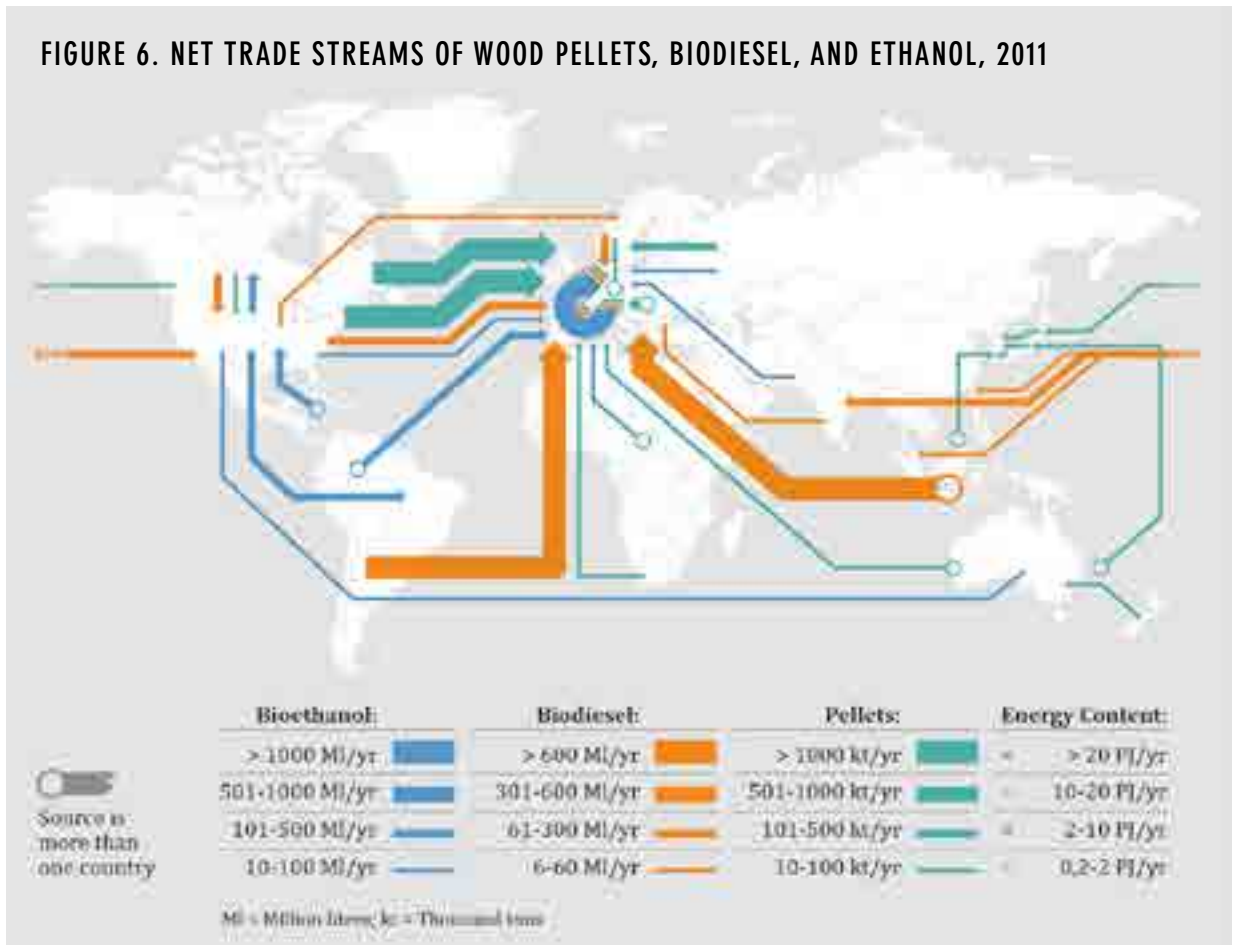 FIGURE 6. NET TRADE STREAMS OF WOOD PELLETS, BIODIESEL, AND ETHANOL, 2011
Source is
more than
one country
Bioethanol: Biodiesel: Pellets: Energy Content:
> 1000 Ml/yr > 600 Ml/yr > 1000 kt/yr = > 20 PJ/yr
501-1000 Ml/yr 301-600 Ml/yr 501-1000 kt/yr 10-20 PJ/yr
101-500 Ml/yr 61-300 Ml/yr 101-500 kt/yr = 2-10 PJ/yr
10-100 Ml/yr 6-60 Ml/yr 10-100 kt/yr 0,2-2 PJ/yr
Ml = Million litres; kt = Thousand tons